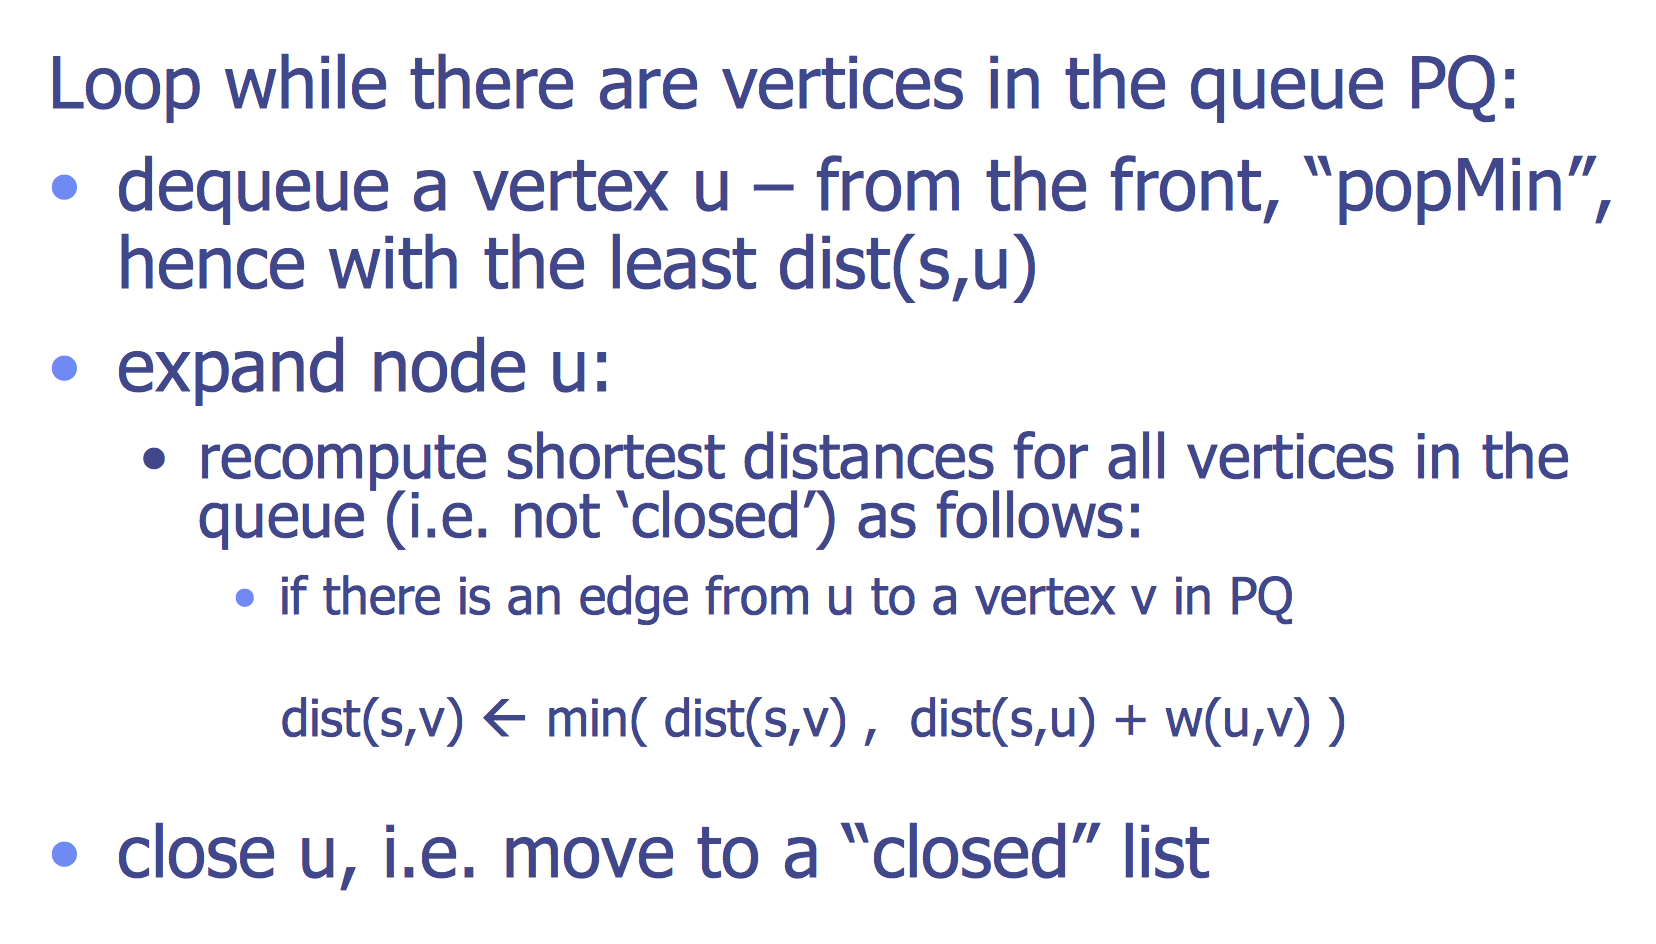 Loop while there are vertices in the queue PQ:
• dequeue a vertex u – from the front, “popMin”,
hence with the least dist(s,u)
• expand node u:
• recompute shortest distances for all vertices in the
queue (i.e. not ‘closed’) as follows:
• if there is an edge from u to a vertex v in PQ
dist(s,v) ← min( dist(s,v) , dist(s,u) + w(u,v) )
• close u, i.e. move to a “closed” list